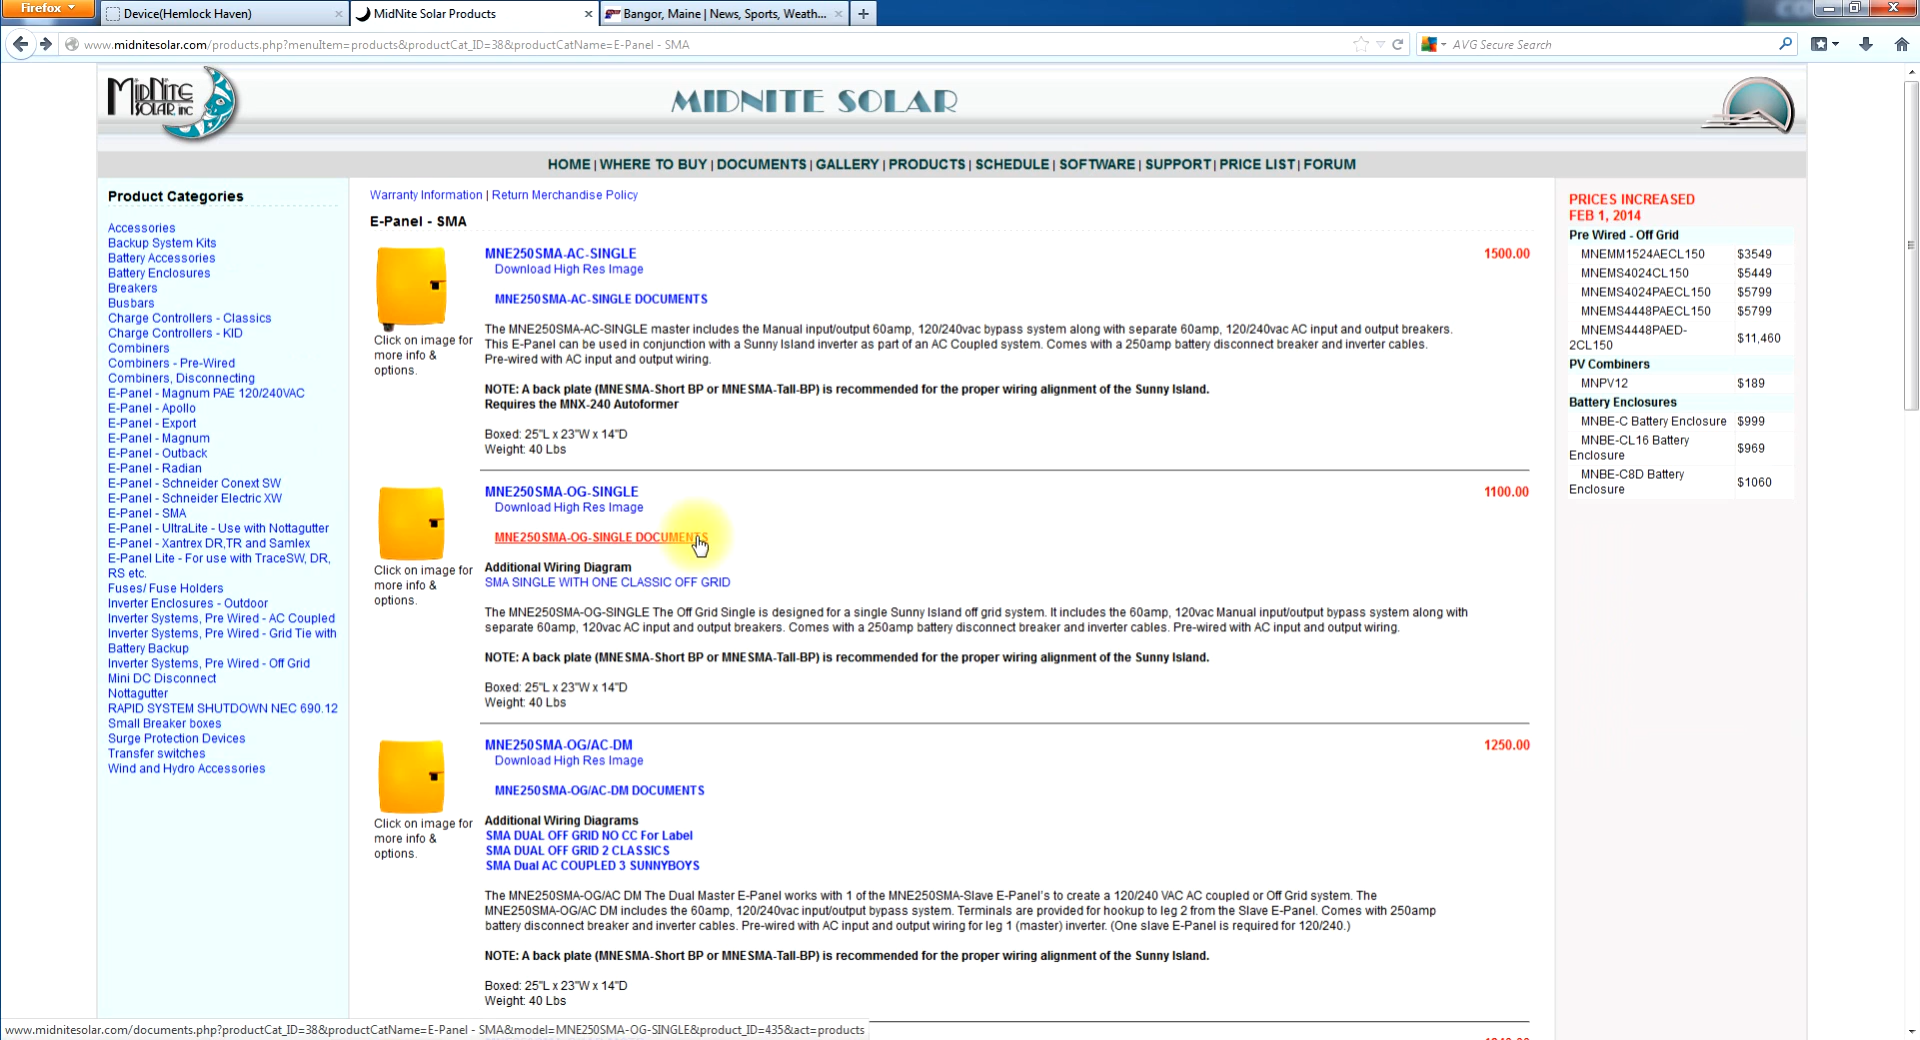 Firefox
Device(Hemlock Haven)
MidNite Solar Products
Bangor, Maine | News, Sports, Weath...
www.midnitesolar.com/products.php?menuItem=products&productCat_ID=38&productCatName=E-Panel - SMA
AVG Secure Search
MIDNITE SOLAR, INC
MIDNITE SOLAR
HOME | WHERE TO BUY | DOCUMENTS | GALLERY | PRODUCTS | SCHEDULE | SOFTWARE | SUPPORT | PRICE LIST | FORUM
Product Categories
Accessories
Backup System Kits
Battery Accessories
Battery Enclosures
Breakers
Busbars
Charge Controllers - Classics
Charge Controllers - KID
Combiners
Combiners - Pre-Wired
Combiners, Disconnecting
E-Panel - Magnum PAE 120/240VAC
E-Panel - Apollo
E-Panel - Export
E-Panel - Magnum
E-Panel - Outback
E-Panel - Radian
E-Panel - Schneider Conext SW
E-Panel - Schneider Electric XW
E-Panel - SMA
E-Panel - UltraLite - Use with Nottagutter
E-Panel - Xantrex DR,TR and Samlex
E-Panel Lite - For use with TraceSW, DR,
RS etc.
Fuses/ Fuse Holders
Inverter Enclosures - Outdoor
Inverter Systems, Pre Wired - AC Coupled
Inverter Systems, Pre Wired - Grid Tie with
Battery Backup
Inverter Systems, Pre Wired - Off Grid
Mini DC Disconnect
Nottagutter
RAPID SYSTEM SHUTDOWN NEC 690.12
Small Breaker boxes
Surge Protection Devices
Transfer switches
Wind and Hydro Accessories
Warranty Information | Return Merchandise Policy
E-Panel - SMA
MNE250SMA-AC-SINGLE 1500.00
Download High Res Image
MNE250SMA-AC-SINGLE DOCUMENTS
Click on image for
more info &
options.
The MNE250SMA-AC-SINGLE master includes the Manual input/output 60amp, 120/240vac bypass system along with separate 60amp, 120/240vac AC input and output breakers.
This E-Panel can be used in conjunction with a Sunny Island inverter as part of an AC Coupled system. Comes with a 250amp battery disconnect breaker and inverter cables.
Pre-wired with AC input and output wiring.
NOTE: A back plate (MNESMA-Short BP or MNESMA-Tall-BP) is recommended for the proper wiring alignment of the Sunny Island.
Requires the MNX-240 Autoformer
Boxed: 25"L x 23"W x 14"D
Weight: 40 Lbs
MNE250SMA-OG-SINGLE 1100.00
Download High Res Image
MNE250SMA-OG-SINGLE DOCUMENTS
Click on image for
more info &
options.
Additional Wiring Diagram
SMA SINGLE WITH ONE CLASSIC OFF GRID
The MNE250SMA-OG-SINGLE The Off Grid Single is designed for a single Sunny Island off grid system. It includes the 60amp, 120vac Manual input/output bypass system along with
separate 60amp, 120vac AC input and output breakers. Comes with a 250amp battery disconnect breaker and inverter cables. Pre-wired with AC input and output wiring.
NOTE: A back plate (MNESMA-Short BP or MNESMA-Tall-BP) is recommended for the proper wiring alignment of the Sunny Island.
Boxed: 25"L x 23"W x 14"D
Weight: 40 Lbs
MNE250SMA-OG/AC-DM 1250.00
Download High Res Image
MNE250SMA-OG/AC-DM DOCUMENTS
Click on image for
more info &
options.
Additional Wiring Diagrams
SMA DUAL OFF GRID NO CC For Label
SMA DUAL OFF GRID 2 CLASSICS
SMA Dual AC COUPLED 3 SUNNYBOYS
The MNE250SMA-OG/AC DM The Dual Master E-Panel works with 1 of the MNE250SMA-Slave E-Panel's to create a 120/240 VAC AC coupled or Off Grid system. The
MNE250SMA-OG/AC DM includes the 60amp, 120/240vac input/output bypass system. Terminals are provided for hookup to leg 2 from the Slave E-Panel. Comes with 250amp
battery disconnect breaker and inverter cables. Pre-wired with AC input and output wiring for leg 1 (master) inverter. (One slave E-Panel is required for 120/240.)
NOTE: A back plate (MNESMA-Short BP or MNESMA-Tall-BP) is recommended for the proper wiring alignment of the Sunny Island.
Boxed: 25"L x 23"W x 14"D
Weight: 40 Lbs
PRICES INCREASED
FEB 1, 2014
Pre Wired - Off Grid
MNEMM1524AECL150 $3549
MNEMS4024CL150 $5449
MNEMS4024PAECL150 $5799
MNEMS4448PAECL150 $5799
MNEMS4448PAED-
2CL150 $11,460
PV Combiners
MNPV12 $189
Battery Enclosures
MNBE-C Battery Enclosure $999
MNBE-CL16 Battery
Enclosure $969
MNBE-C8D Battery
Enclosure $1060
www.midnitesolar.com/documents.php?productCat_ID=38&productCatName=E-Panel - SMA&model=MNE250SMA-OG-SINGLE&product_ID=435&act=products